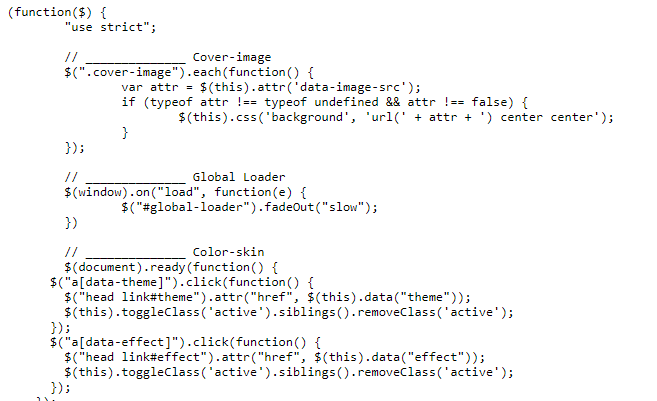 (function($) {
"use strict";
// ______________ Cover-image
$(".cover-image").each(function() {
var attr = $(this).attr('data-image-src');
if (typeof attr !== typeof undefined && attr !== false) {
$(this).css('background', 'url(' + attr + ') center center');
}
});
// ______________ Global Loader
$(window).on("load", function(e) {
$("#global-loader").fadeOut("slow");
})
// ______________ Color-skin
$(document).ready(function() {
$("a[data-theme]").click(function() {
$("head link#theme").attr("href", $(this).data("theme"));
$(this).toggleClass('active').siblings().removeClass('active');
});
$("a[data-effect]").click(function() {
$("head link#effect").attr("href", $(this).data("effect"));
$(this).toggleClass('active').siblings().removeClass('active');
});